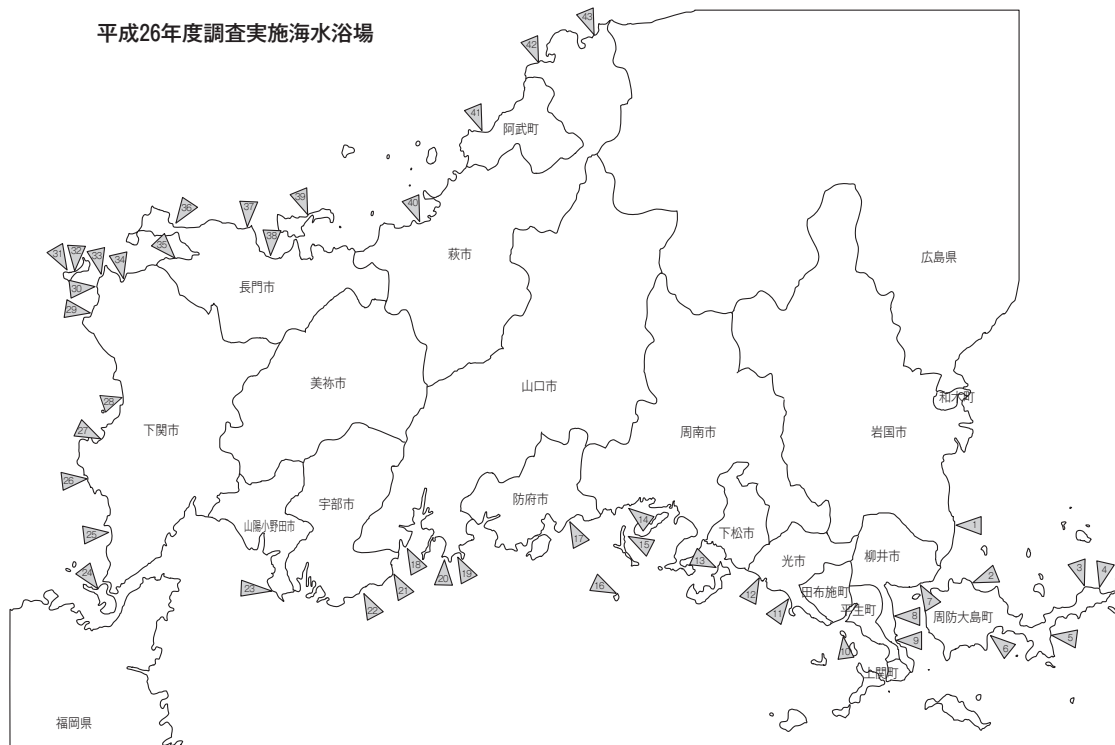 平成26年度調査実施海水浴場
43
42
41
阿武町
39
40
36
37
38
35
萩市
広島県
31
32
33
34
30
29
長門市
美祢市
山口市
和木町
28
27
下関市
周南市
岩国市
26
宇部市
防府市
山陽小野田市
14
下松市
1
25
17
15
光市
柳井市
24
18
20
19
13
2
3
4
23
21
16
12
田布施町
7
22
11
平生町
8
周防大島町
10
9
6
5
上関町
福岡県